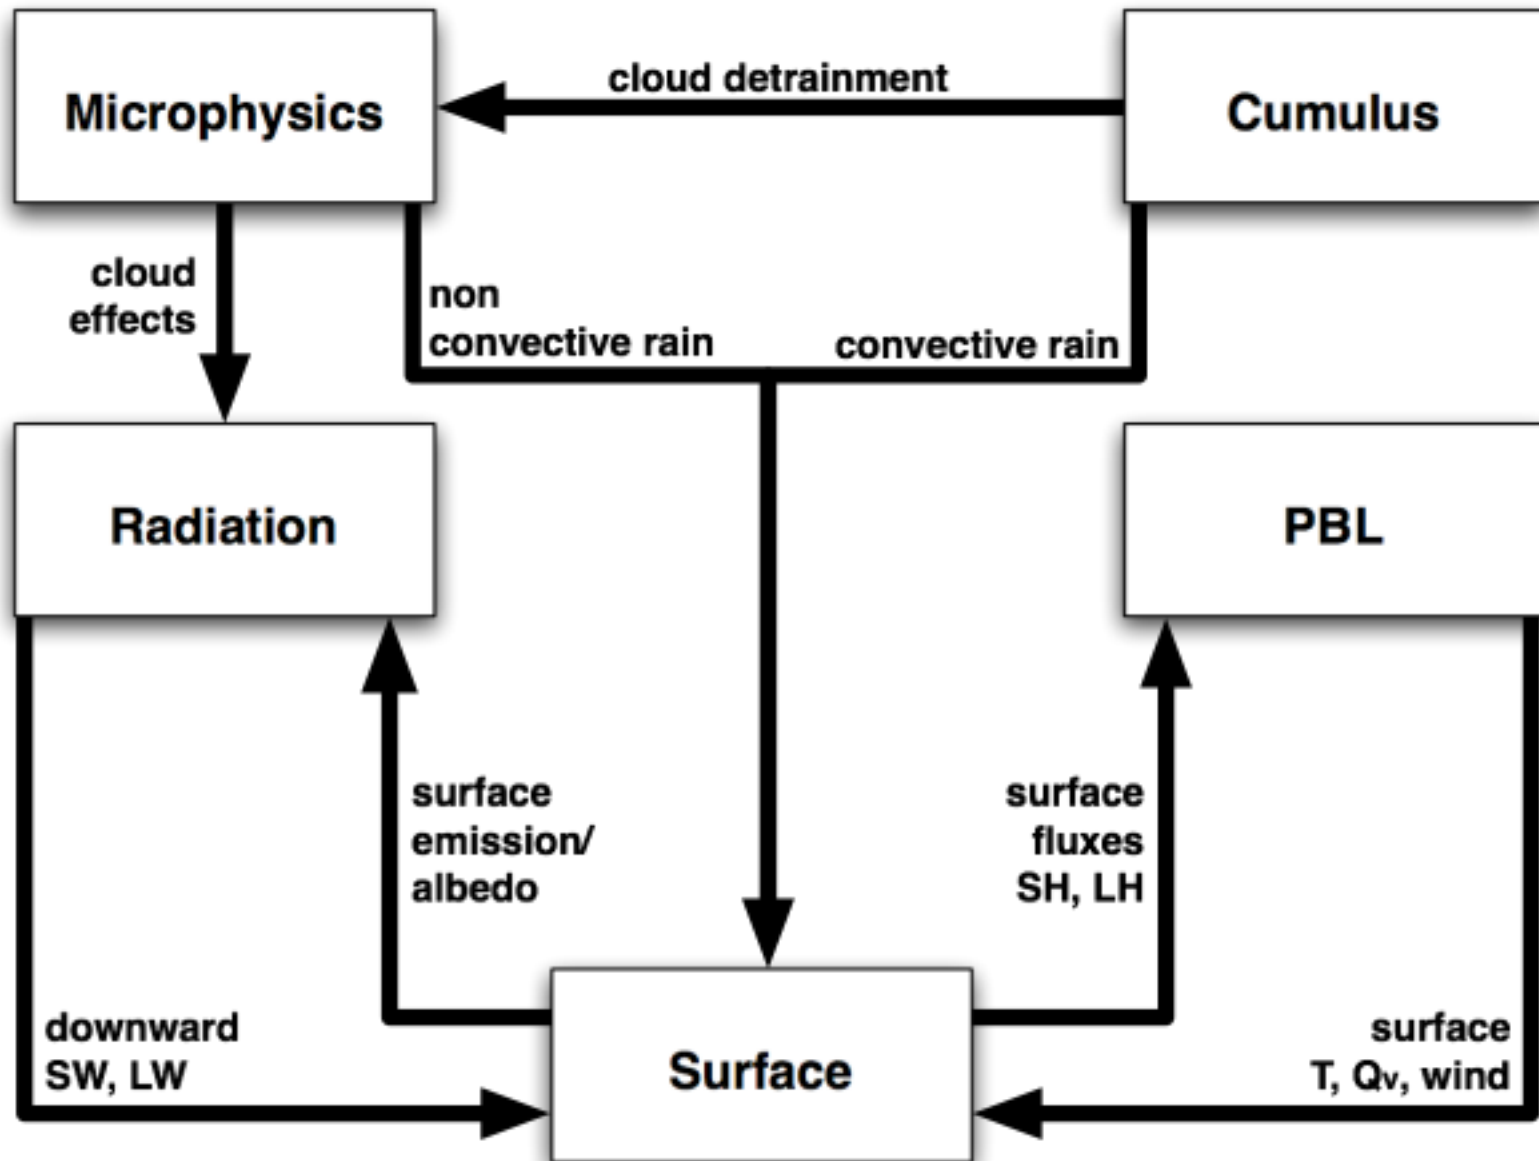 Microphysics
cloud detrainment
Cumulus
cloud
effects
non
convective rain
convective rain
Radiation
PBL
surface
emission/
albedo
surface
fluxes
SH, LH
downward
SW, LW
Surface
surface
T, Qv, wind